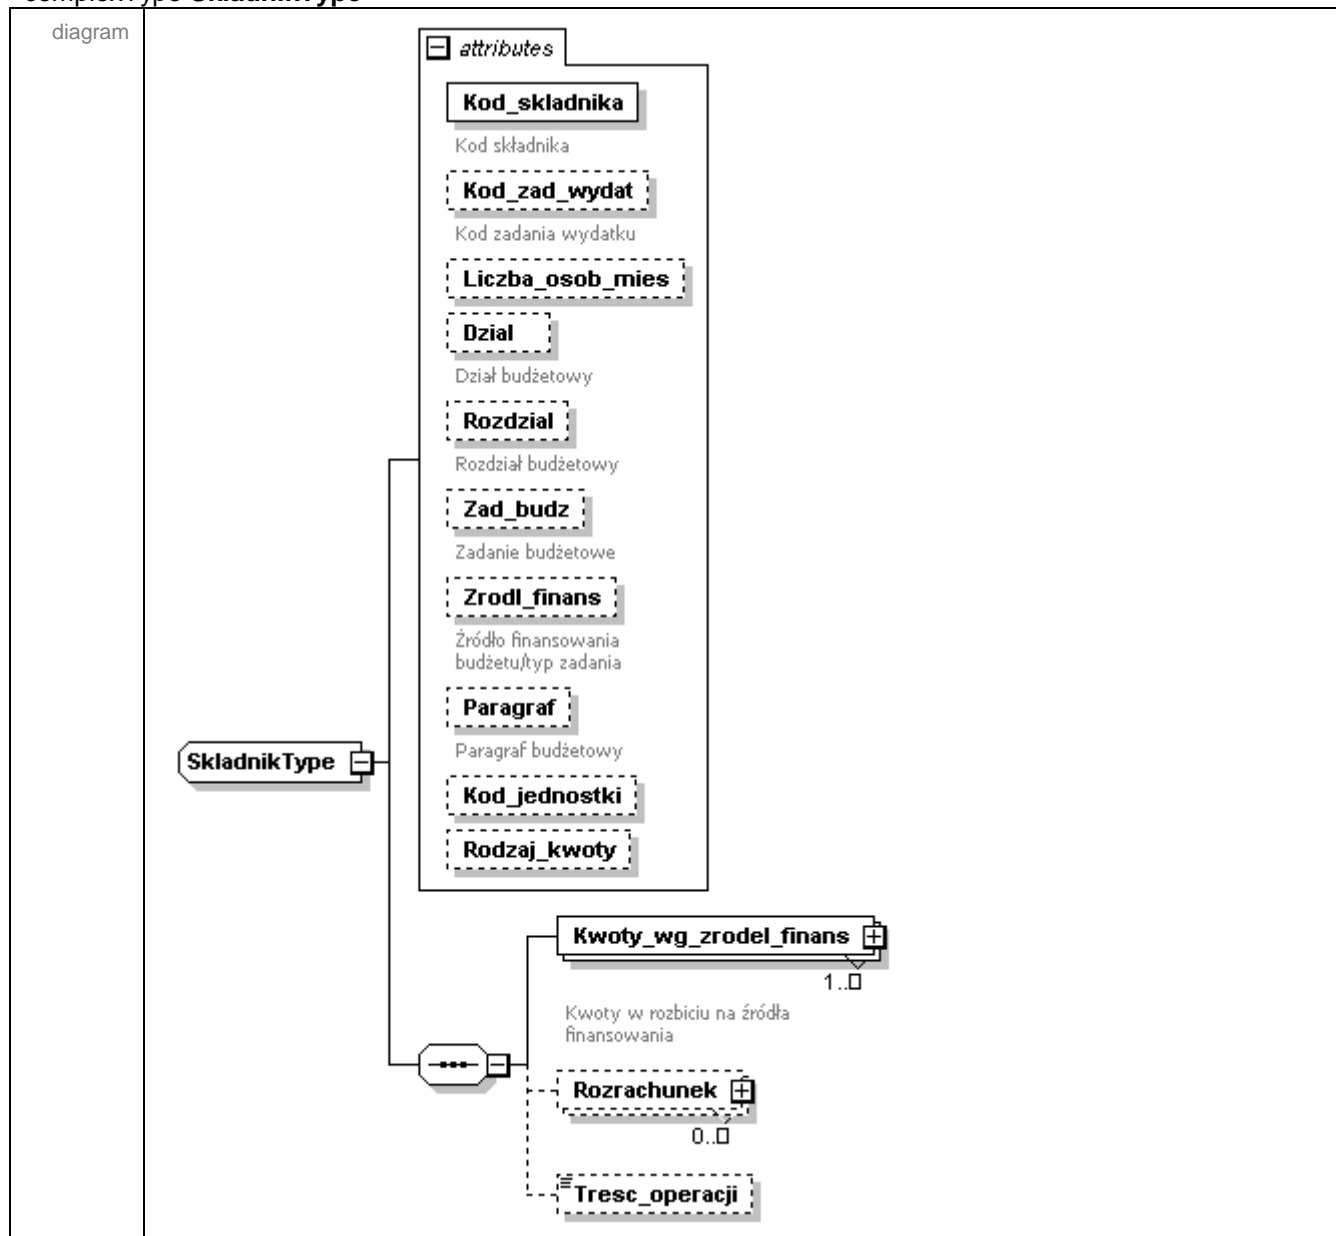 complexType SkladnikType
diagram
attributes
Kod_skladnika
Kod składnika
Kod_zad_wydat
Kod zadania wydatku
Liczba_osob_mies
Dzial
Dział budżetowy
Rozdzial
Rozdział budżetowy
Zad_budz
Zadanie budżetowe
Zrodl_finans
Źródło finansowania
budżetu/typ zadania
Paragraf
Paragraf budżetowy
SkladnikType
Kod_jednostki
Rodzaj_kwoty
Kwoty_wg_zrodel_finans
1..
Kwoty w rozbiciu na źródła
finansowania
Rozrachunek
0..
Tresc_operacji